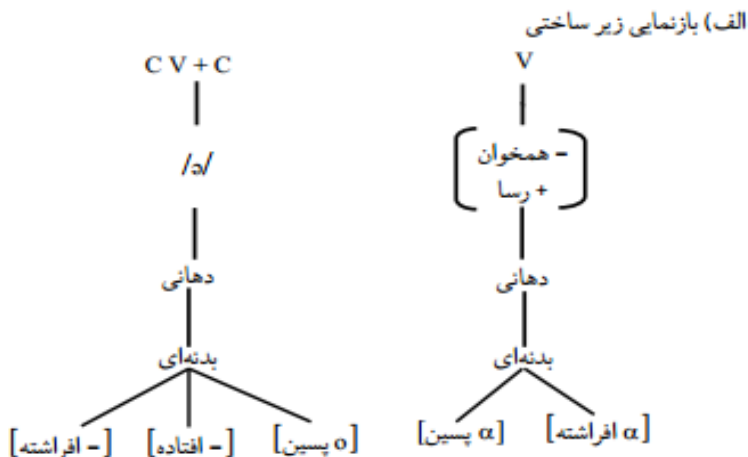 الف) بازنمایی زیر ساختی
V
C V + C
- همخوان
+ رسا
/ə/
دهانی
دهانی
بدنه‌ای
بدنه‌ای
[α افراشته]
[α پسین]
[o پسین]
[- افتاده]
[- افراشته]